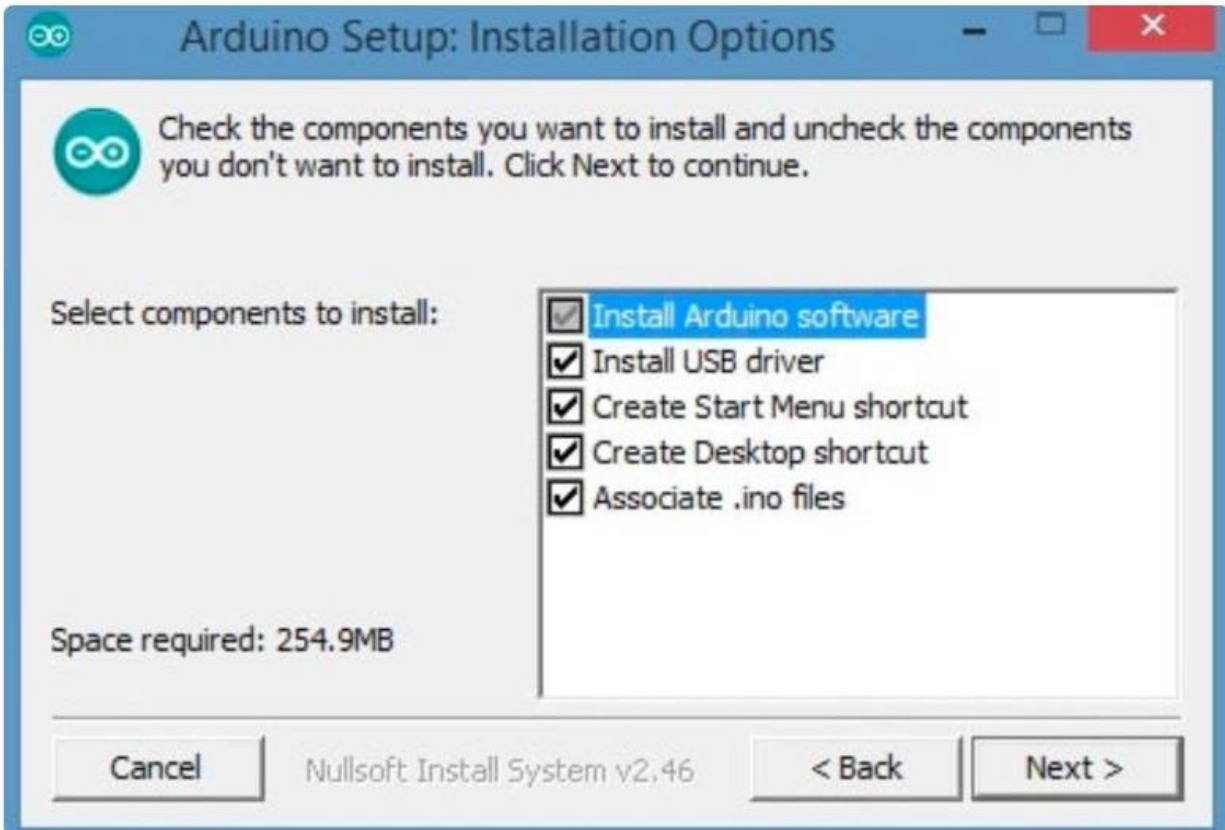 Arduino Setup: Installation Options
Check the components you want to install and uncheck the components
you don't want to install. Click Next to continue.
Select components to install:
Install Arduino software
Install USB driver
Create Start Menu shortcut
Create Desktop shortcut
Associate .ino files
Space required: 254.9MB
Cancel
Nullsoft Install System v2.46
< Back
Next >